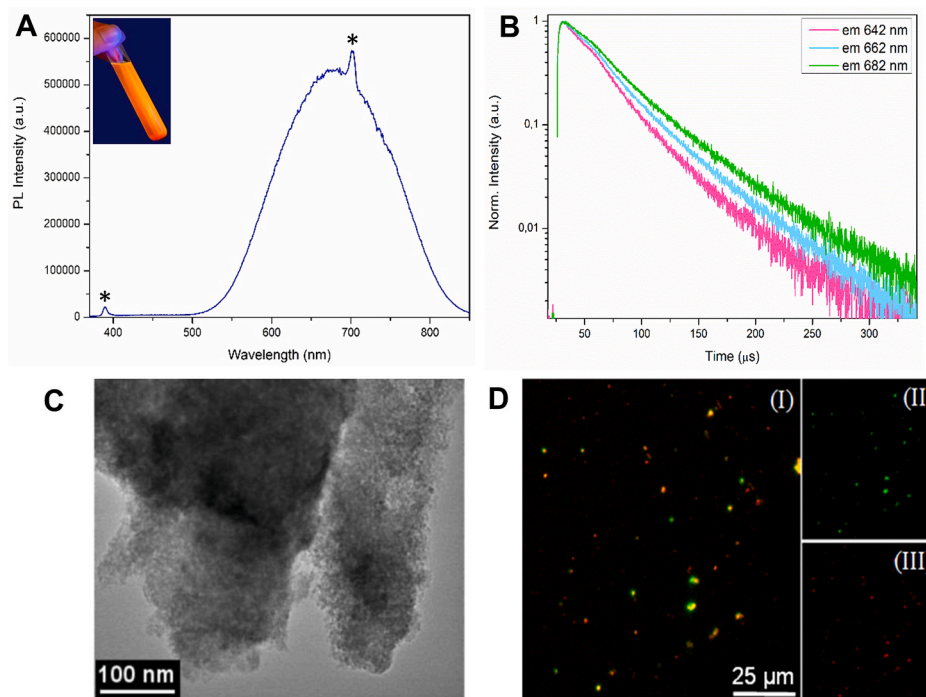 A
B
PL Intensity (a.u.)
600000
500000
400000
300000
200000
100000
0
*
*
400
500
600
700
800
Wavelength (nm)
Norm. Intensity (a.u.)
1
0,1
0,01
em 642 nm
em 662 nm
em 682 nm
50
100
150
200
250
300
Time (µs)
C
100 nm
D
(I)
25 µm
(II
(III